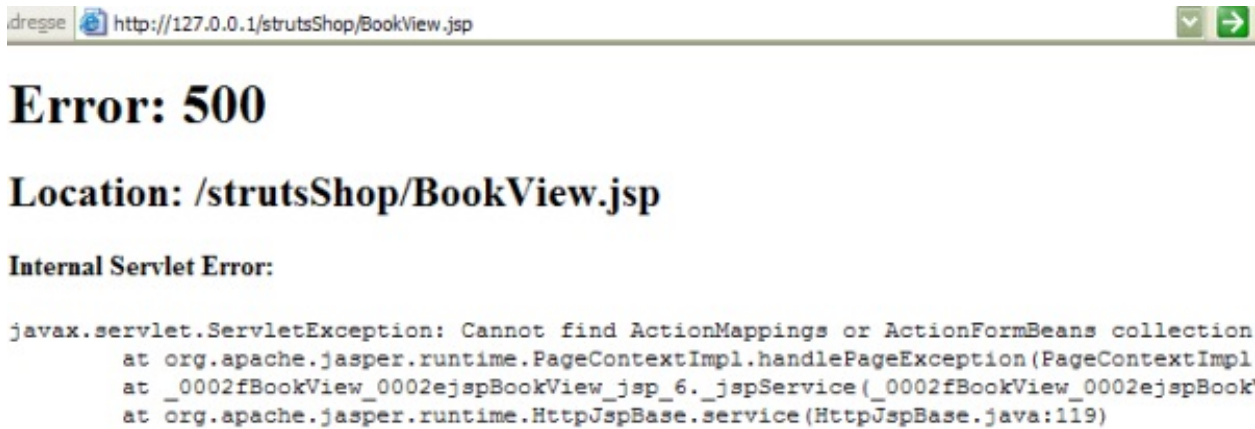 dresse http://127.0.0.1/strutsShop/BookView.jsp
Error: 500
Location: /strutsShop/BookView.jsp
Internal Servlet Error:
javax.servlet.ServletException: Cannot find ActionMappings or ActionFormBeans collection
at org.apache.jasper.runtime.PageContextImpl.handlePageException(PageContextImpl
at _0002fBookView_0002ejspBookView_jsp_6._jspService(_0002fBookView_0002ejspBook
at org.apache.jasper.runtime.HttpJspBase.service(HttpJspBase.java:119)